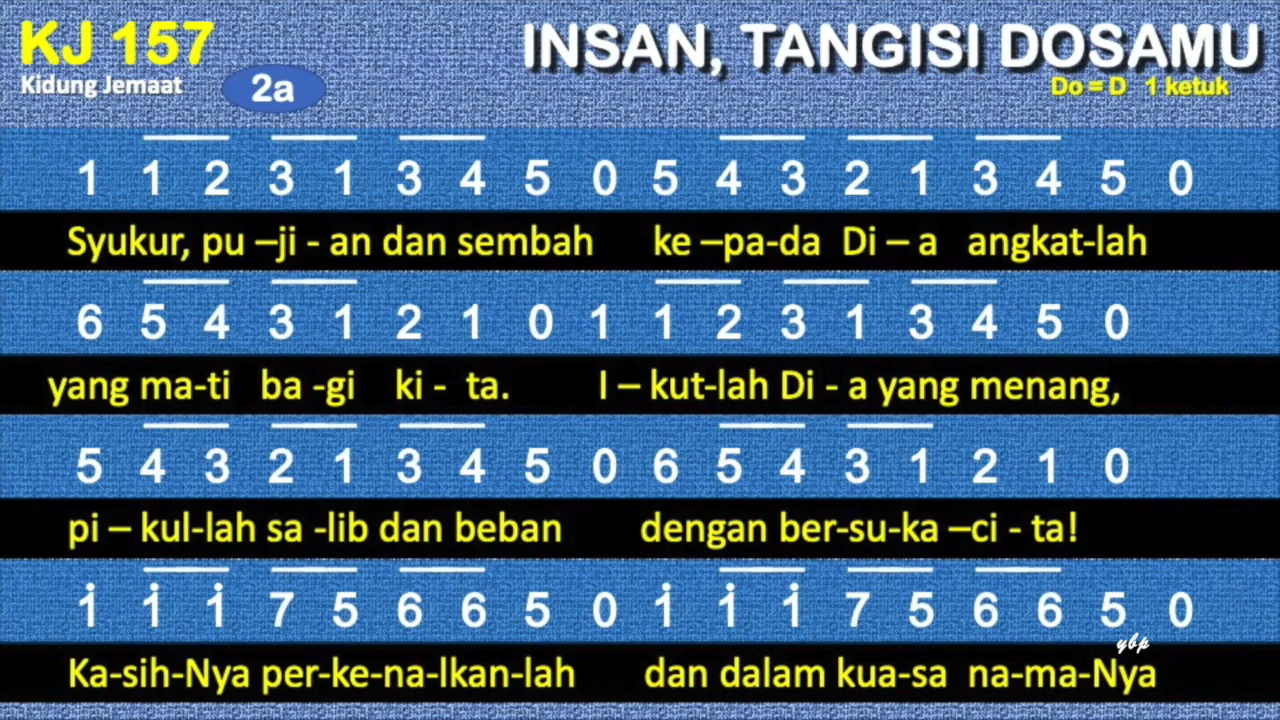 KJ 157
INSAN, TANGISI DOSAMU
Kidung Jemaat
2a
Do = D 1 ketuk
1 1 2 3 1 3 4 5 0 5 4 3 2 1 3 4 5 0
Syukur, pu –ji - an dan sembah ke –pa-da Di – a angkat-lah
6 5 4 3 1 2 1 0 1 1 2 3 1 3 4 5 0
yang ma-ti ba -gi ki - ta. I – kut-lah Di - a yang menang,
5 4 3 2 1 3 4 5 0 6 5 4 3 1 2 1 0
pi – kul-lah sa -lib dan beban dengan ber-su-ka –ci - ta!
1̇ 1̇ 1̇ 7 5 6 6 5 0 1̇ 1̇ 1̇ 7 5 6 6 5 0
ybp
Ka-sih-Nya per-ke-na-lkan-lah dan dalam kua-sa na-ma-Nya